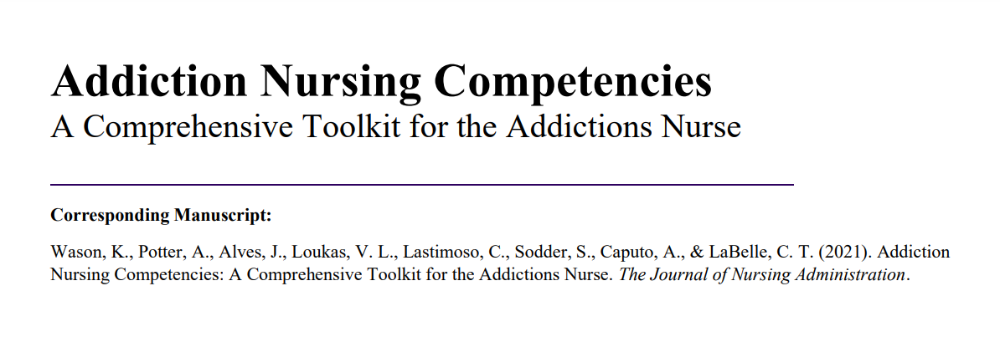 Addiction Nursing Competencies
A Comprehensive Toolkit for the Addictions Nurse
Corresponding Manuscript:
Wason, K., Potter, A., Alves, J., Loukas, V. L., Lastimoso, C., Sodder, S., Caputo, A., & LaBelle, C. T. (2021). Addiction
Nursing Competencies: A Comprehensive Toolkit for the Addictions Nurse. The Journal of Nursing Administration.